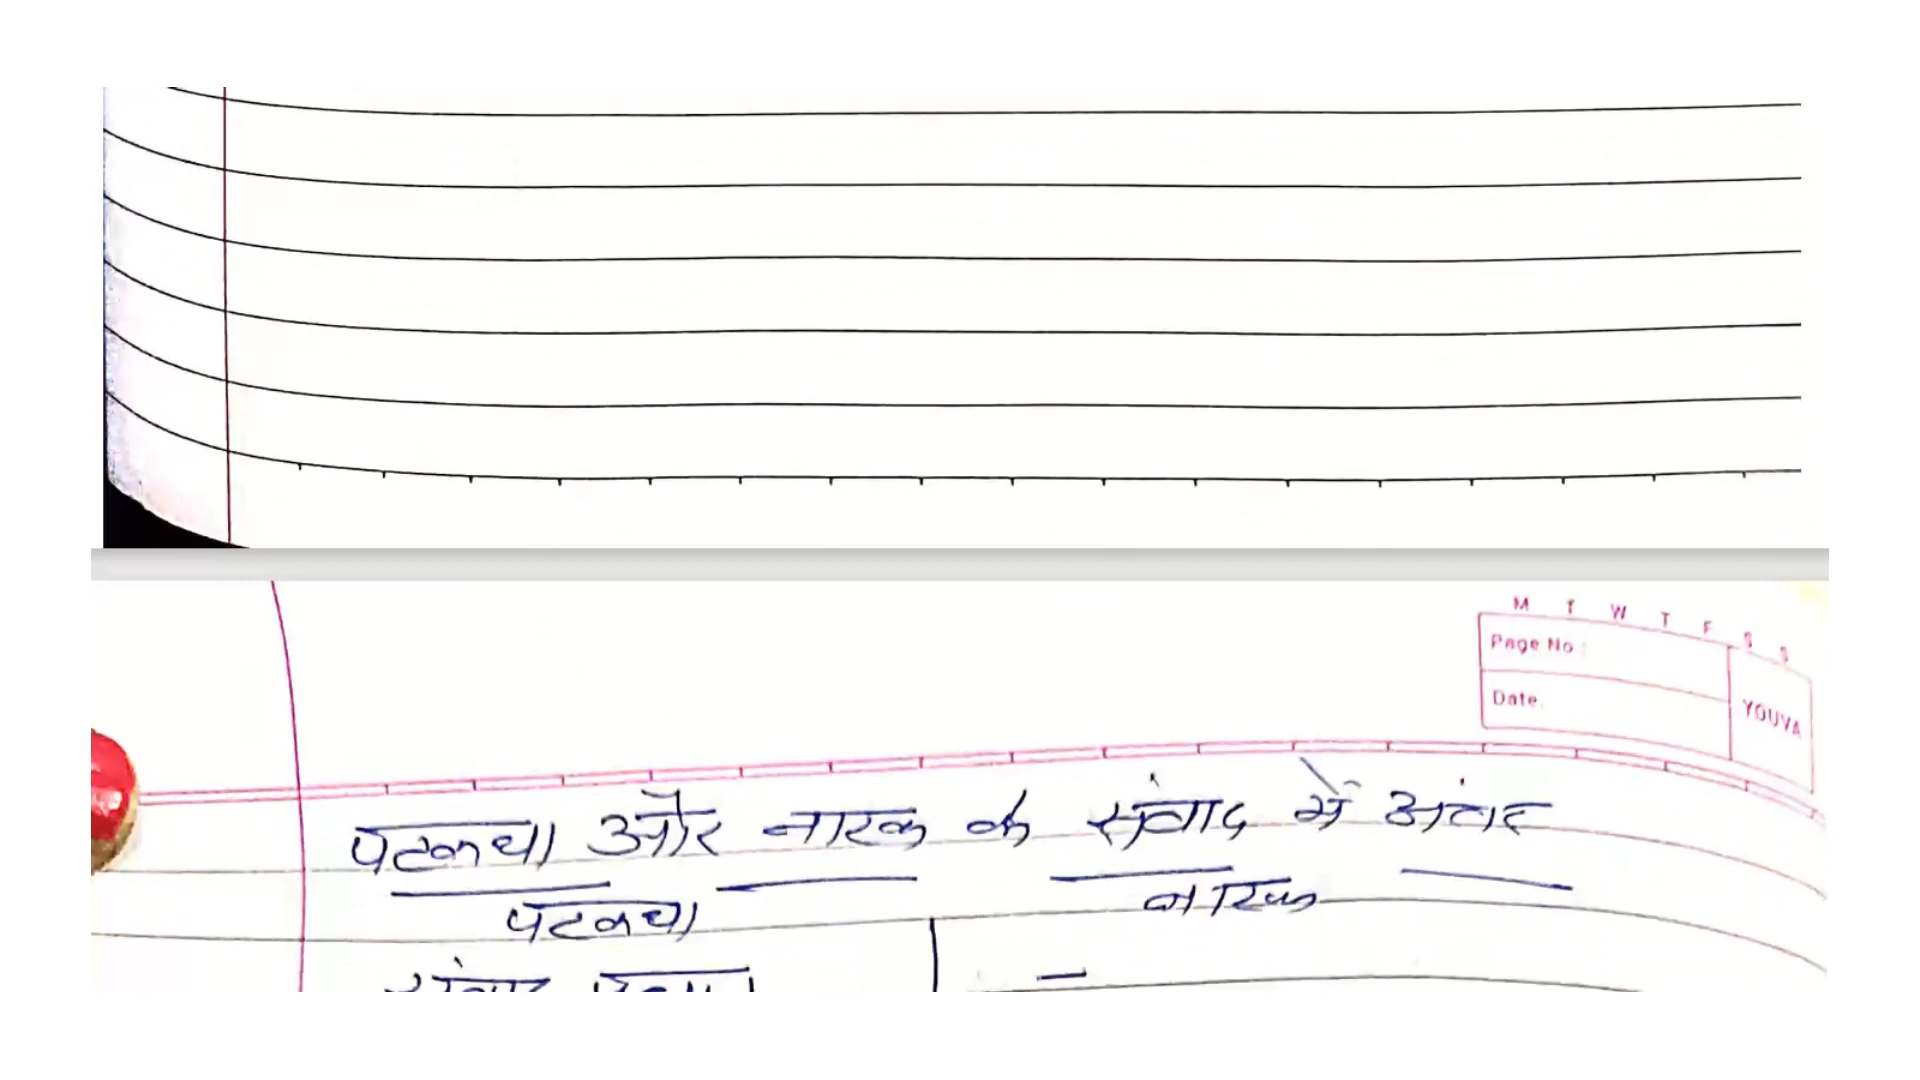 M T W T F S S
Page No.:
Date:
YOUVA
पटकथा और नाटक के संवाद में अंतर
पटकथा नाटक